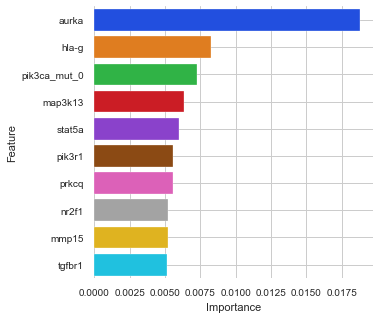 aurka
hla-g
pik3ca_mut_0
map3k13
stat5a
pik3r1
prkcq
nr2f1
mmp15
tgfbr1
Feature
0.0000 0.0025 0.0050 0.0075 0.0100 0.0125 0.0150 0.0175
Importance